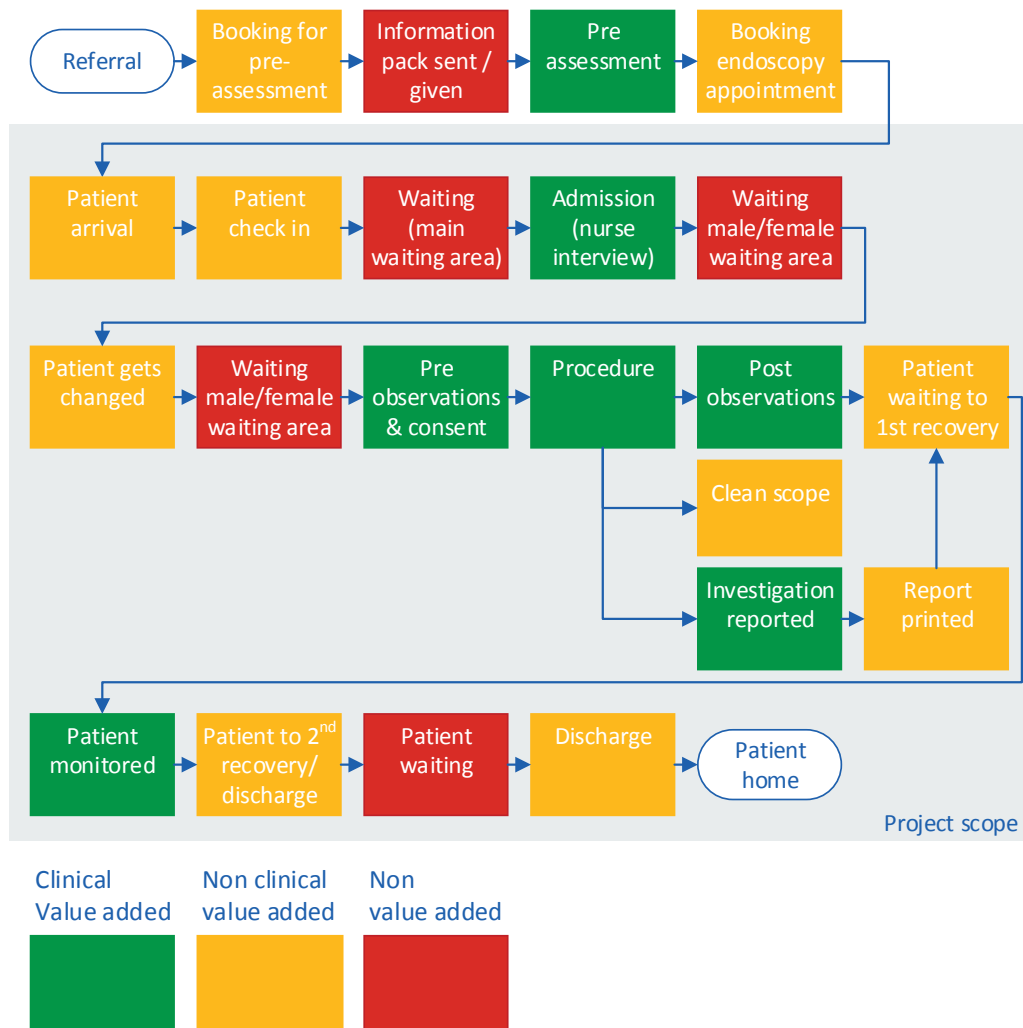 Referral
Booking for
pre-
assessment
Information
pack sent /
given
Pre
assessment
Booking
endoscopy
appointment
Patient
arrival
Patient
check in
Waiting
(main
waiting area)
Admission
(nurse
interview)
Waiting
male/female
waiting area
Patient gets
changed
Waiting
male/female
waiting area
Pre
observations
& consent
Procedure
Post
observations
Patient
waiting to
1st recovery
Clean scope
Investigation
reported
Report
printed
Patient
monitored
Patient to 2nd
recovery/
discharge
Patient
waiting
Discharge
Patient
home
Project scope
Clinical
Value added
Non clinical
value added
Non
value added